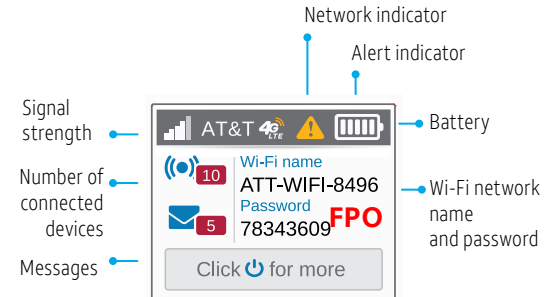 Network indicator
Alert indicator
Signal
strength
AT&T 4G
LTE
Battery
Number of
connected
devices
10
Wi-Fi name
ATT-WIFI-8496
Wi-Fi network
name
and password
5
Password
78343609
FPO
Messages
Click for more